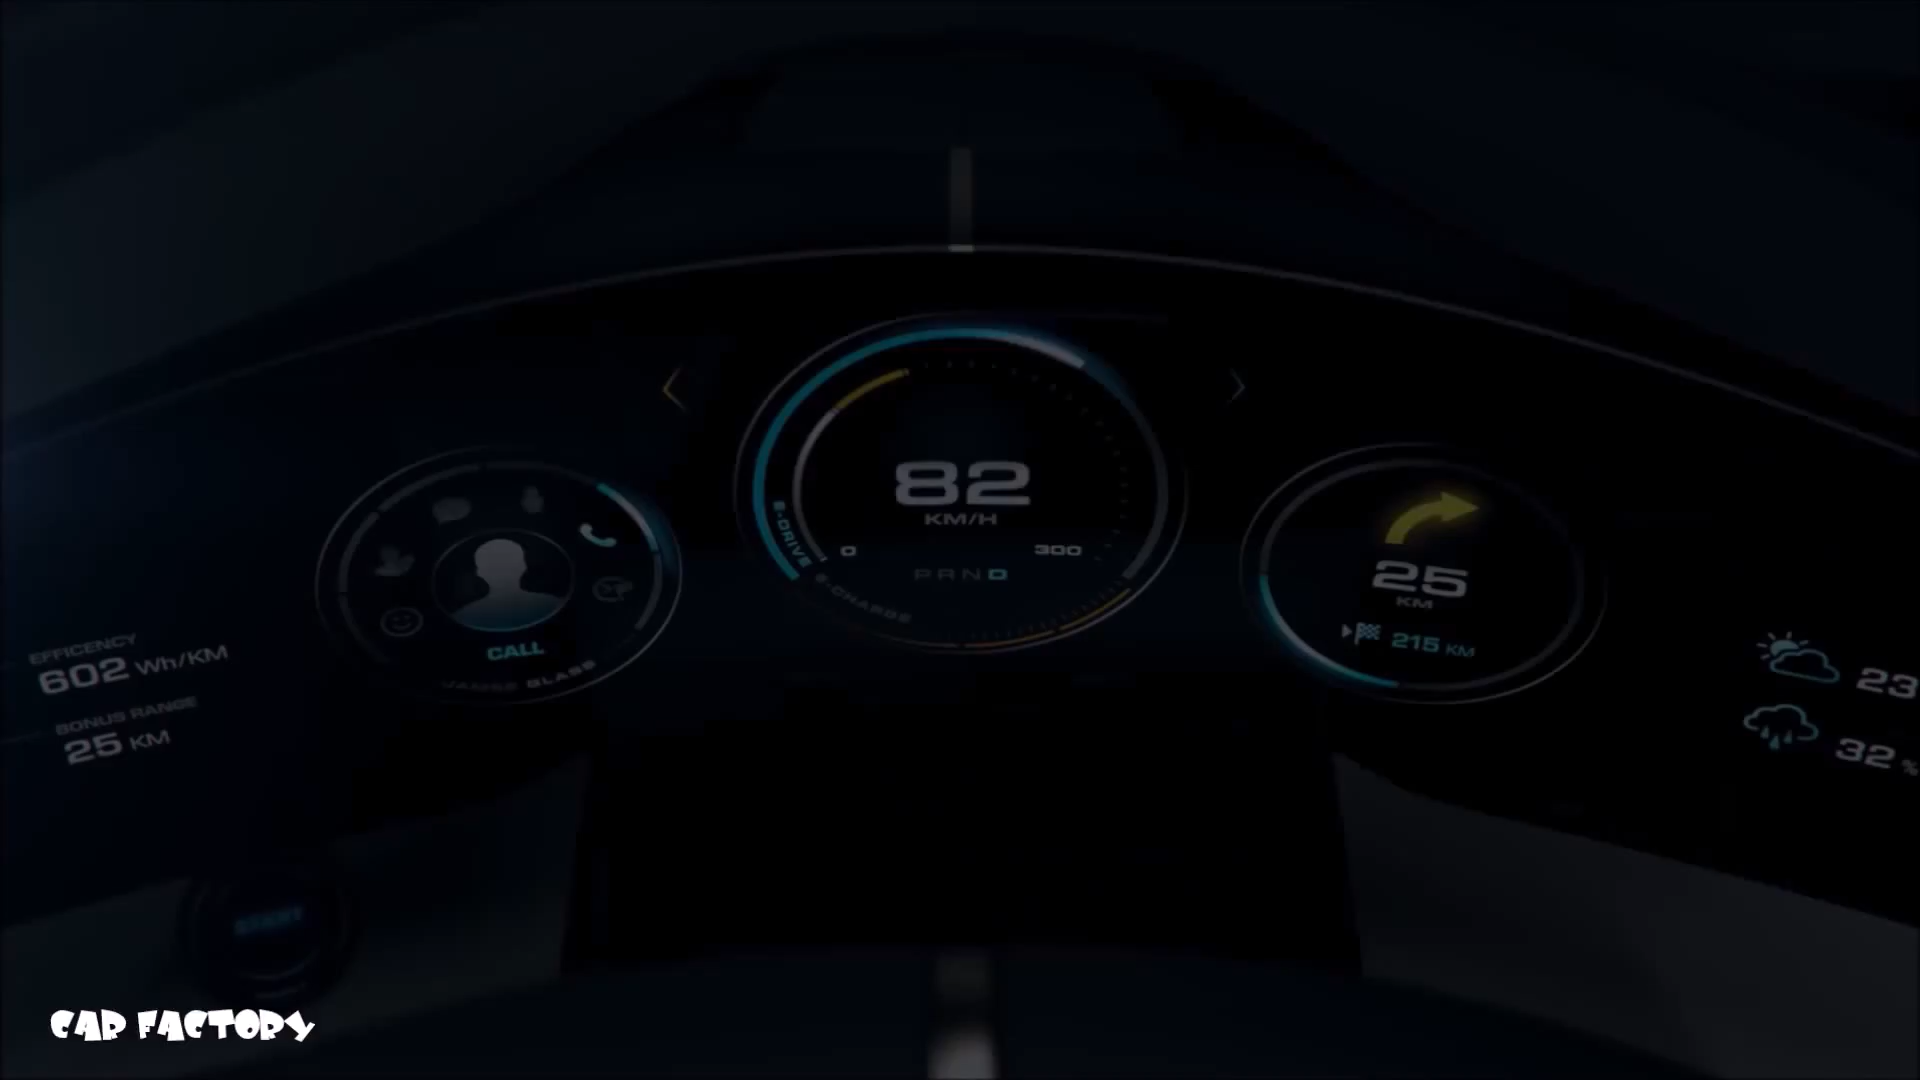 82
KM/H
0
300
PRND
E-DRIVE
E-CHARGE
CALL
EFFICENCY
602 Wh/KM
BONUS RANGE
25 KM
25
KM
215 KM
23
32 %
START
CAR FACTORY